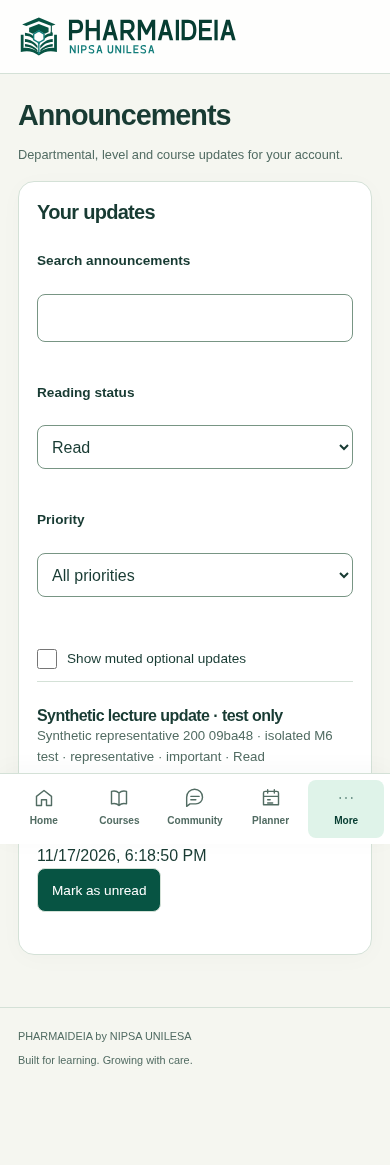 PHARMAIDEIA
NIPSA UNILESA
Announcements
Departmental, level and course updates for your account.
Your updates
Search announcements
Reading status
Read
Priority
All priorities
Show muted optional updates
Synthetic lecture update · test only
Synthetic representative 200 09ba48 · isolated M6
test · representative · important · Read
Home
Courses
Community
Planner
More
11/17/2026, 6:18:50 PM
Mark as unread
PHARMAIDEIA by NIPSA UNILESA
Built for learning. Growing with care.